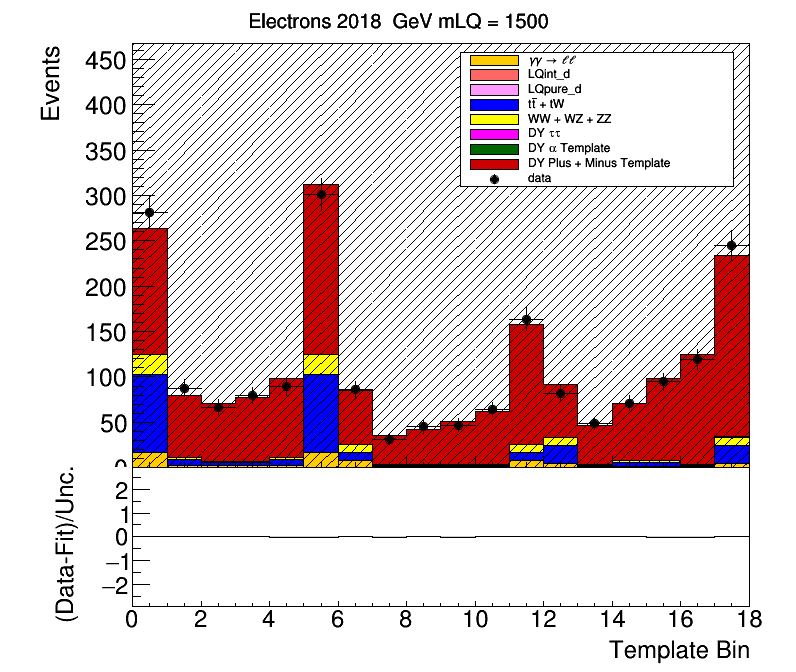 Electrons 2018 GeV mLQ = 1500
Events
450
400
350
300
250
200
150
100
50
0
γγ → ℓℓ
LQint_d
LQpure_d
tt̅ + tW
WW + WZ + ZZ
DY ττ
DY α Template
DY Plus + Minus Template
data
(Data-Fit)/Unc.
2
1
0
−1
−2
0 2 4 6 8 10 12 14 16 18
Template Bin